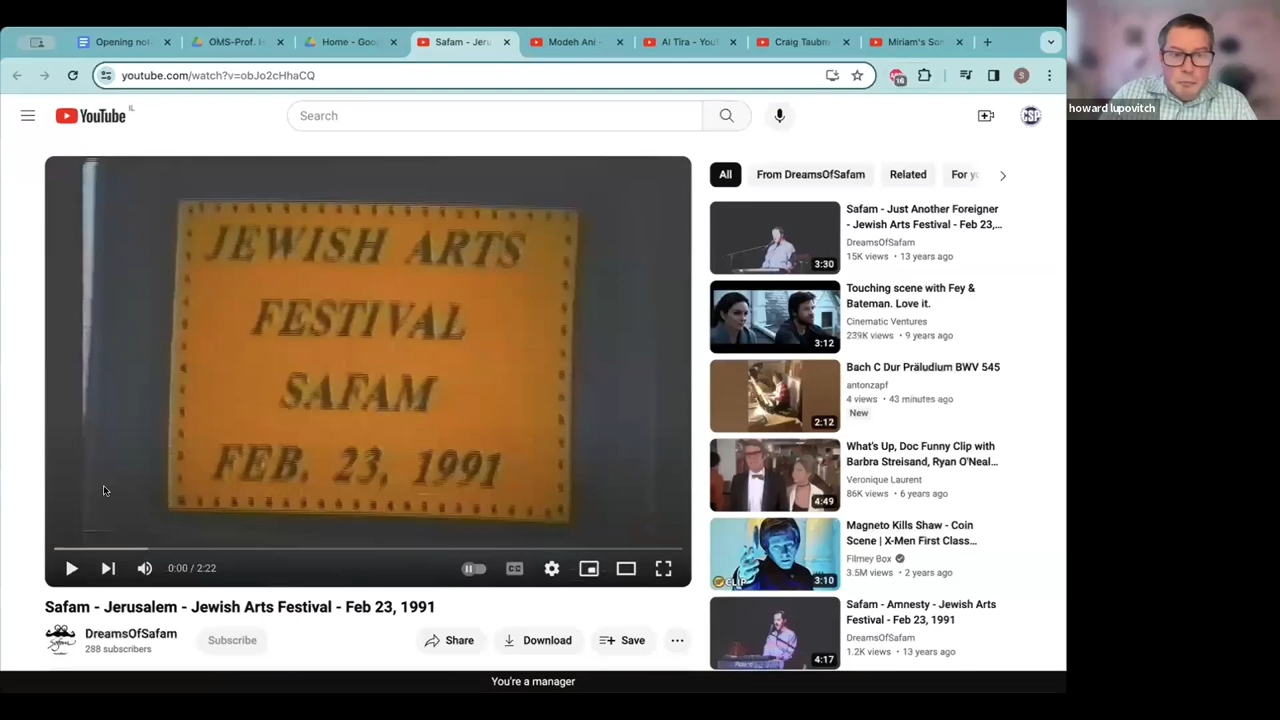 Opening not
OMS-Prof. H
Home - Goo
Safam - Jeru
Modeh Ani -
Al Tira - You
Craig Taubm
Miriam's Son
youtube.com/watch?v=obJo2cHhaCQ
16
S
howard lupovitch
YouTube IL
Search
CSP
JEWISH ARTS
FESTIVAL
SAFAM
FEB. 23, 1991
0:00 / 2:22
CC
Safam - Jerusalem - Jewish Arts Festival - Feb 23, 1991
DreamsOfSafam
288 subscribers
Subscribe
Share
Download
Save
All
From DreamsOfSafam
Related
For yo
3:30
Safam - Just Another Foreigner
- Jewish Arts Festival - Feb 23,...
DreamsOfSafam
15K views • 13 years ago
3:12
Touching scene with Fey &
Bateman. Love it.
Cinematic Ventures
239K views • 9 years ago
2:12
Bach C Dur Präludium BWV 545
antonzapf
4 views • 43 minutes ago
New
4:49
What's Up, Doc Funny Clip with
Barbra Streisand, Ryan O'Neal...
Veronique Laurent
86K views • 6 years ago
CLIP
3:10
Magneto Kills Shaw - Coin
Scene | X-Men First Class...
Filmey Box
3.5M views • 2 years ago
4:17
Safam - Amnesty - Jewish Arts
Festival - Feb 23, 1991
DreamsOfSafam
1.2K views • 13 years ago
You're a manager